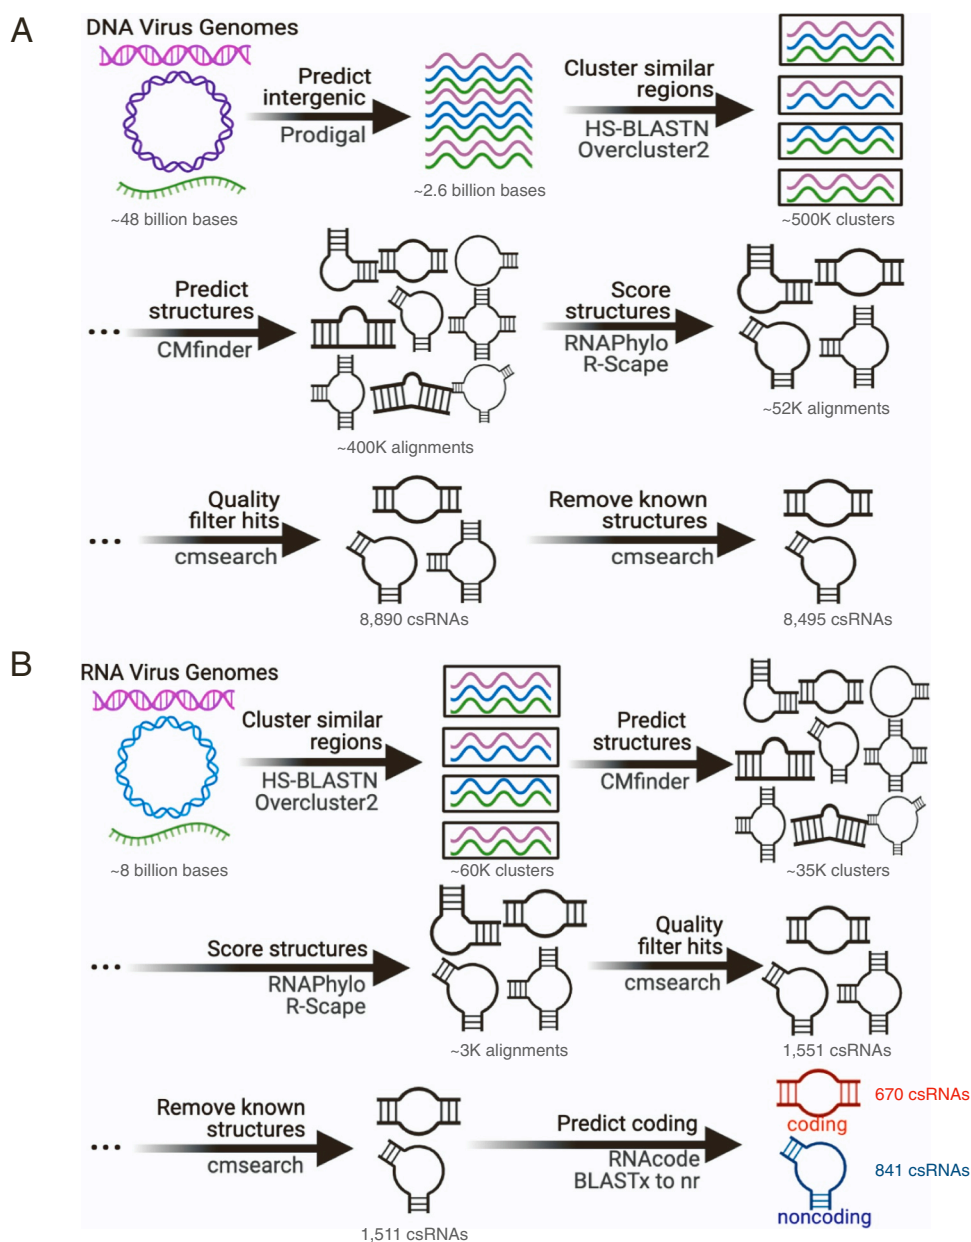 A
DNA Virus Genomes
~48 billion bases
Predict
intergenic
Prodigal
~2.6 billion bases
Cluster similar
regions
HS-BLASTN
Overcluster2
~500K clusters
...
Predict
structures
CMfinder
~400K alignments
Score
structures
RNAPhylo
R-Scape
~52K alignments
...
Quality
filter hits
cmsearch
8,890 csRNAs
Remove known
structures
cmsearch
8,495 csRNAs
B
RNA Virus Genomes
~8 billion bases
Cluster similar
regions
HS-BLASTN
Overcluster2
~60K clusters
Predict
structures
CMfinder
~35K clusters
...
Score structures
RNAPhylo
R-Scape
~3K alignments
Quality
filter hits
cmsearch
1,551 csRNAs
...
Remove known
structures
cmsearch
1,511 csRNAs
Predict coding
RNAcode
BLASTx to nr
670 csRNAs
coding
841 csRNAs
noncoding